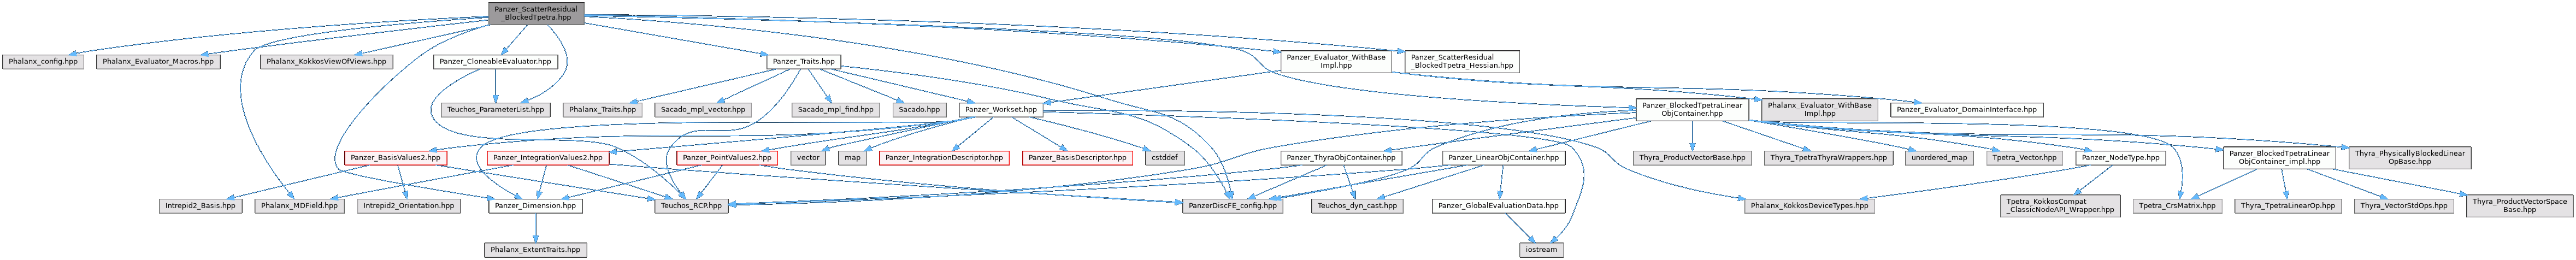 Panzer_ScatterResidual
_BlockedTpetra.hpp
Phalanx_config.hpp
Phalanx_Evaluator_Macros.hpp
Phalanx_KokkosViewOfViews.hpp
Panzer_CloneableEvaluator.hpp
Panzer_Traits.hpp
Panzer_Evaluator_WithBase
Impl.hpp
Panzer_ScatterResidual
_BlockedTpetra_Hessian.hpp
Teuchos_ParameterList.hpp
Phalanx_Traits.hpp
Sacado_mpl_vector.hpp
Sacado_mpl_find.hpp
Sacado.hpp
Panzer_Workset.hpp
Panzer_BlockedTpetraLinear
ObjContainer.hpp
Phalanx_Evaluator_WithBase
Impl.hpp
Panzer_Evaluator_DomainInterface.hpp
Panzer_BasisValues2.hpp
Panzer_IntegrationValues2.hpp
Panzer_PointValues2.hpp
vector
map
Panzer_IntegrationDescriptor.hpp
Panzer_BasisDescriptor.hpp
cstddef
Panzer_ThyraObjContainer.hpp
Panzer_LinearObjContainer.hpp
Thyra_ProductVectorBase.hpp
Thyra_TpetraThyraWrappers.hpp
unordered_map
Tpetra_Vector.hpp
Panzer_NodeType.hpp
Panzer_BlockedTpetraLinear
ObjContainer_impl.hpp
Thyra_PhysicallyBlockedLinear
OpBase.hpp
Intrepid2_Basis.hpp
Phalanx_MDField.hpp
Intrepid2_Orientation.hpp
Panzer_Dimension.hpp
Teuchos_RCP.hpp
PanzerDiscFE_config.hpp
Teuchos_dyn_cast.hpp
Panzer_GlobalEvaluationData.hpp
Phalanx_KokkosDeviceTypes.hpp
Tpetra_KokkosCompat
_ClassicNodeAPI_Wrapper.hpp
Tpetra_CrsMatrix.hpp
Thyra_TpetraLinearOp.hpp
Thyra_VectorStdOps.hpp
Thyra_ProductVectorSpace
Base.hpp
Phalanx_ExtentTraits.hpp
iostream